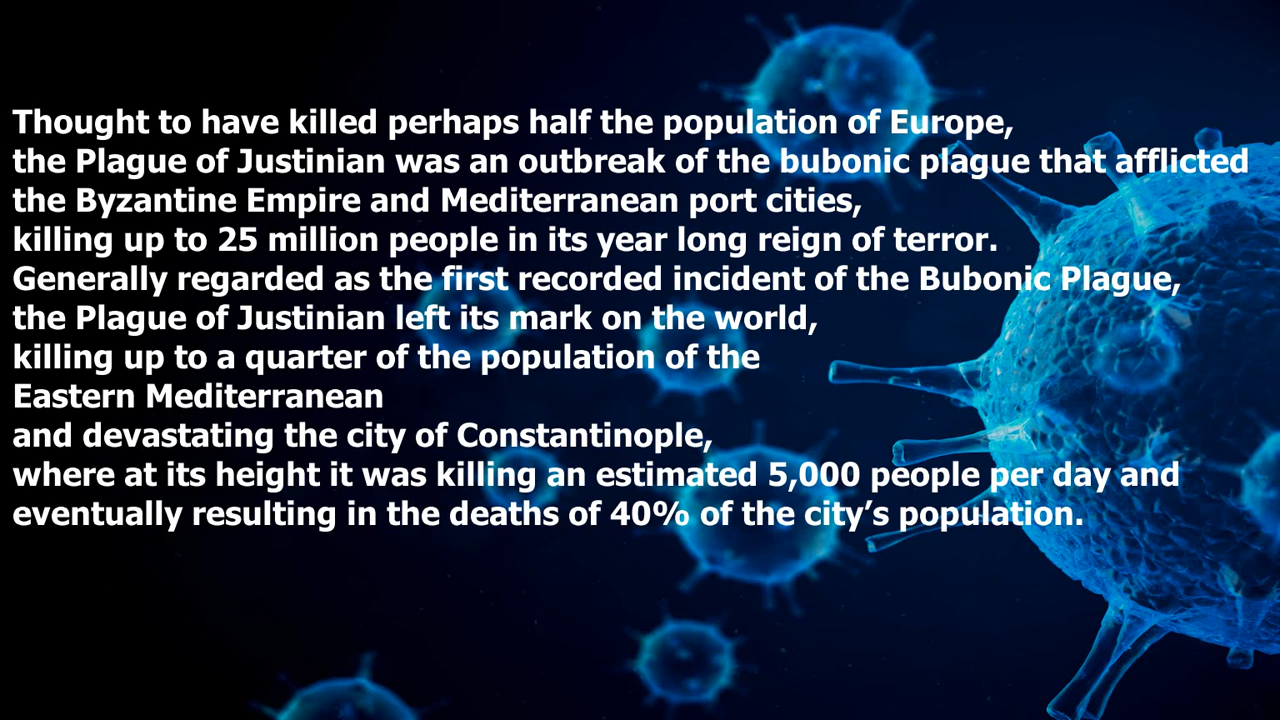 Thought to have killed perhaps half the population of Europe,
the Plague of Justinian was an outbreak of the bubonic plague that afflicted
the Byzantine Empire and Mediterranean port cities,
killing up to 25 million people in its year long reign of terror.
Generally regarded as the first recorded incident of the Bubonic Plague,
the Plague of Justinian left its mark on the world,
killing up to a quarter of the population of the
Eastern Mediterranean
and devastating the city of Constantinople,
where at its height it was killing an estimated 5,000 people per day and
eventually resulting in the deaths of 40% of the city’s population.